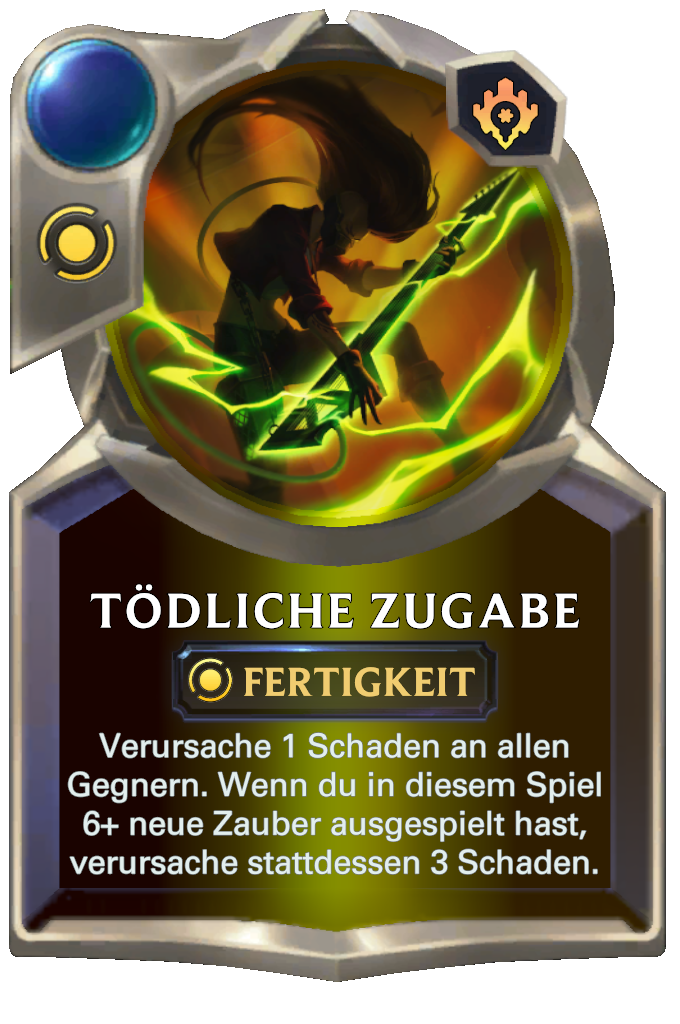 TÖDLICHE ZUGABE
FERTIGKEIT
Verursache 1 Schaden an allen
Gegnern. Wenn du in diesem Spiel
6+ neue Zauber ausgespielt hast,
verursache stattdessen 3 Schaden.